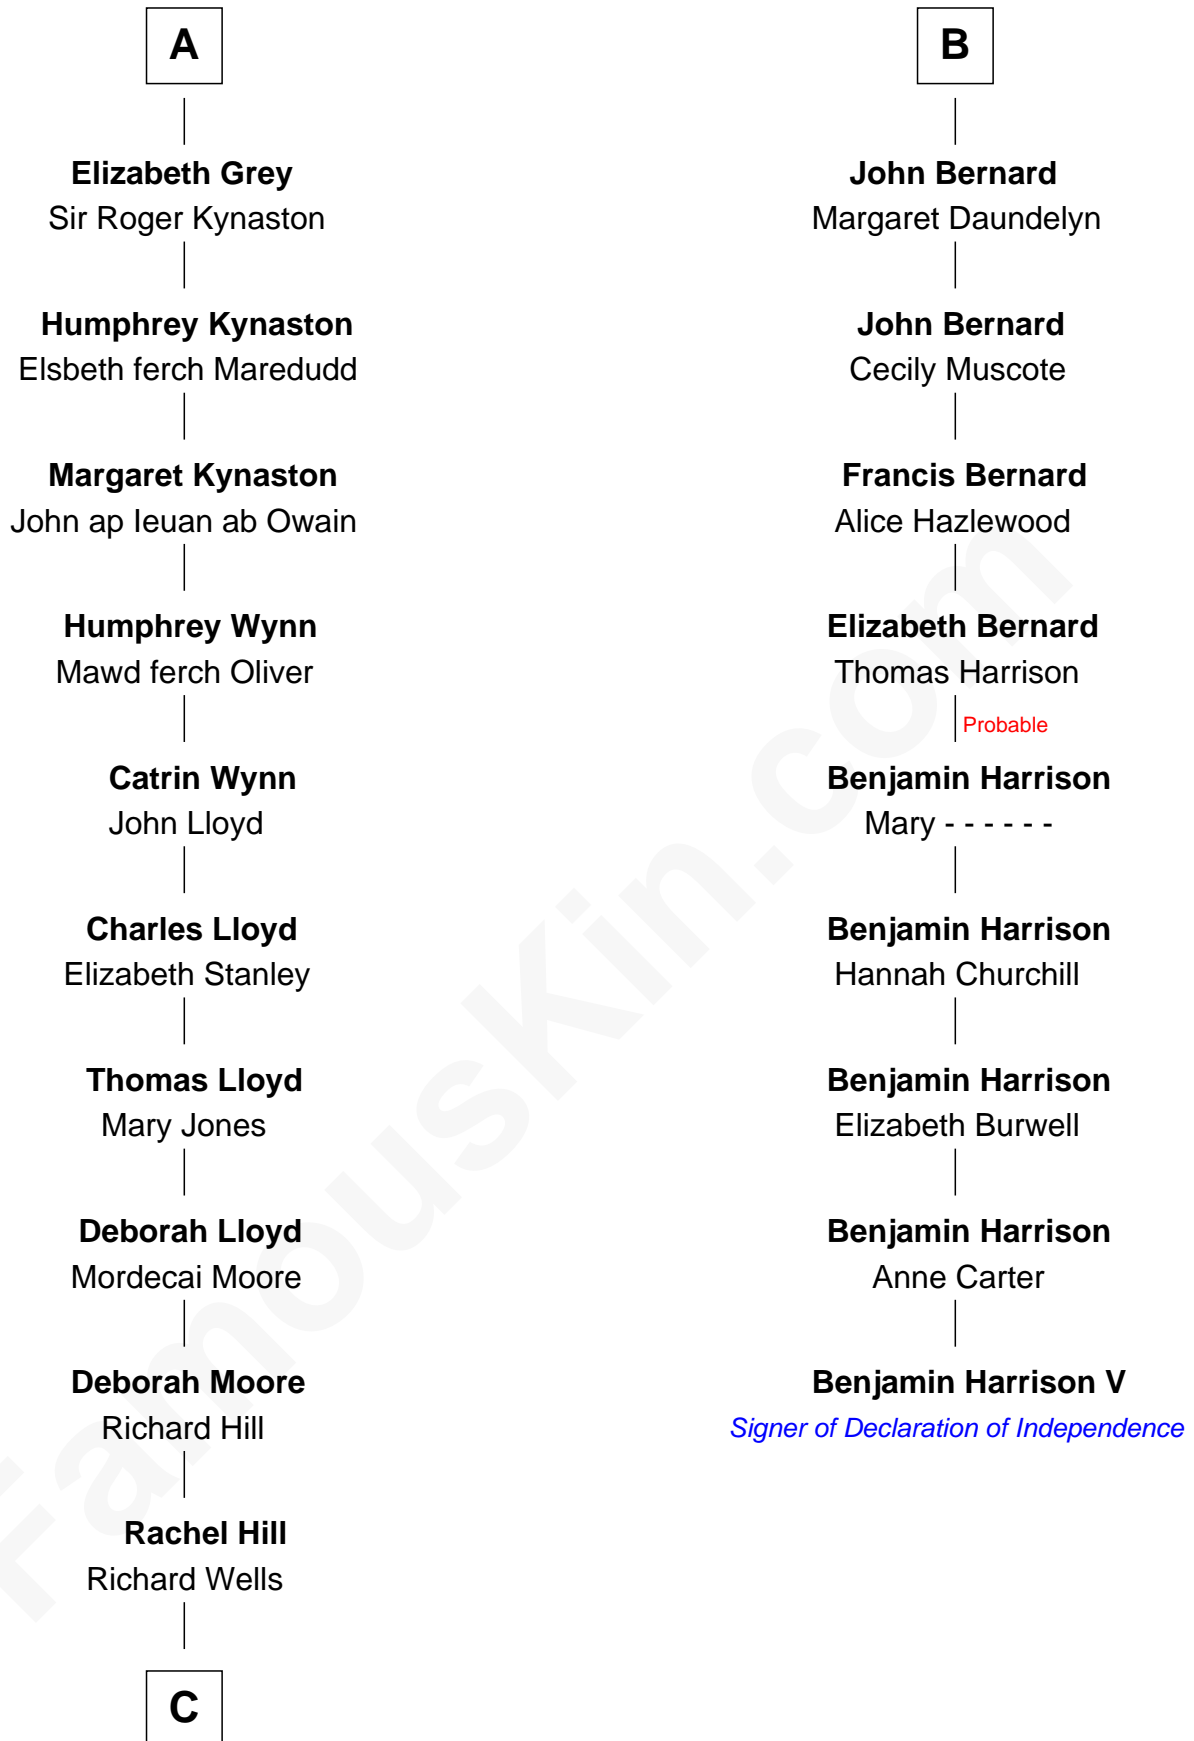 A
Elizabeth Grey
Sir Roger Kynaston
Humphrey Kynaston
Elsbeth ferch Maredudd
Margaret Kynaston
John ap Ieuan ab Owain
Humphrey Wynn
Mawd ferch Oliver
Catrin Wynn
John Lloyd
Charles Lloyd
Elizabeth Stanley
Thomas Lloyd
Mary Jones
Deborah Lloyd
Mordecai Moore
Deborah Moore
Richard Hill
Rachel Hill
Richard Wells
C
B
John Bernard
Margaret Daundelyn
John Bernard
Cecily Muscote
Francis Bernard
Alice Hazlewood
Elizabeth Bernard
Thomas Harrison
Probable
Benjamin Harrison
Mary - - - - - -
Benjamin Harrison
Hannah Churchill
Benjamin Harrison
Elizabeth Burwell
Benjamin Harrison
Anne Carter
Benjamin Harrison V
Signer of Declaration of Independence
FamousKin.com